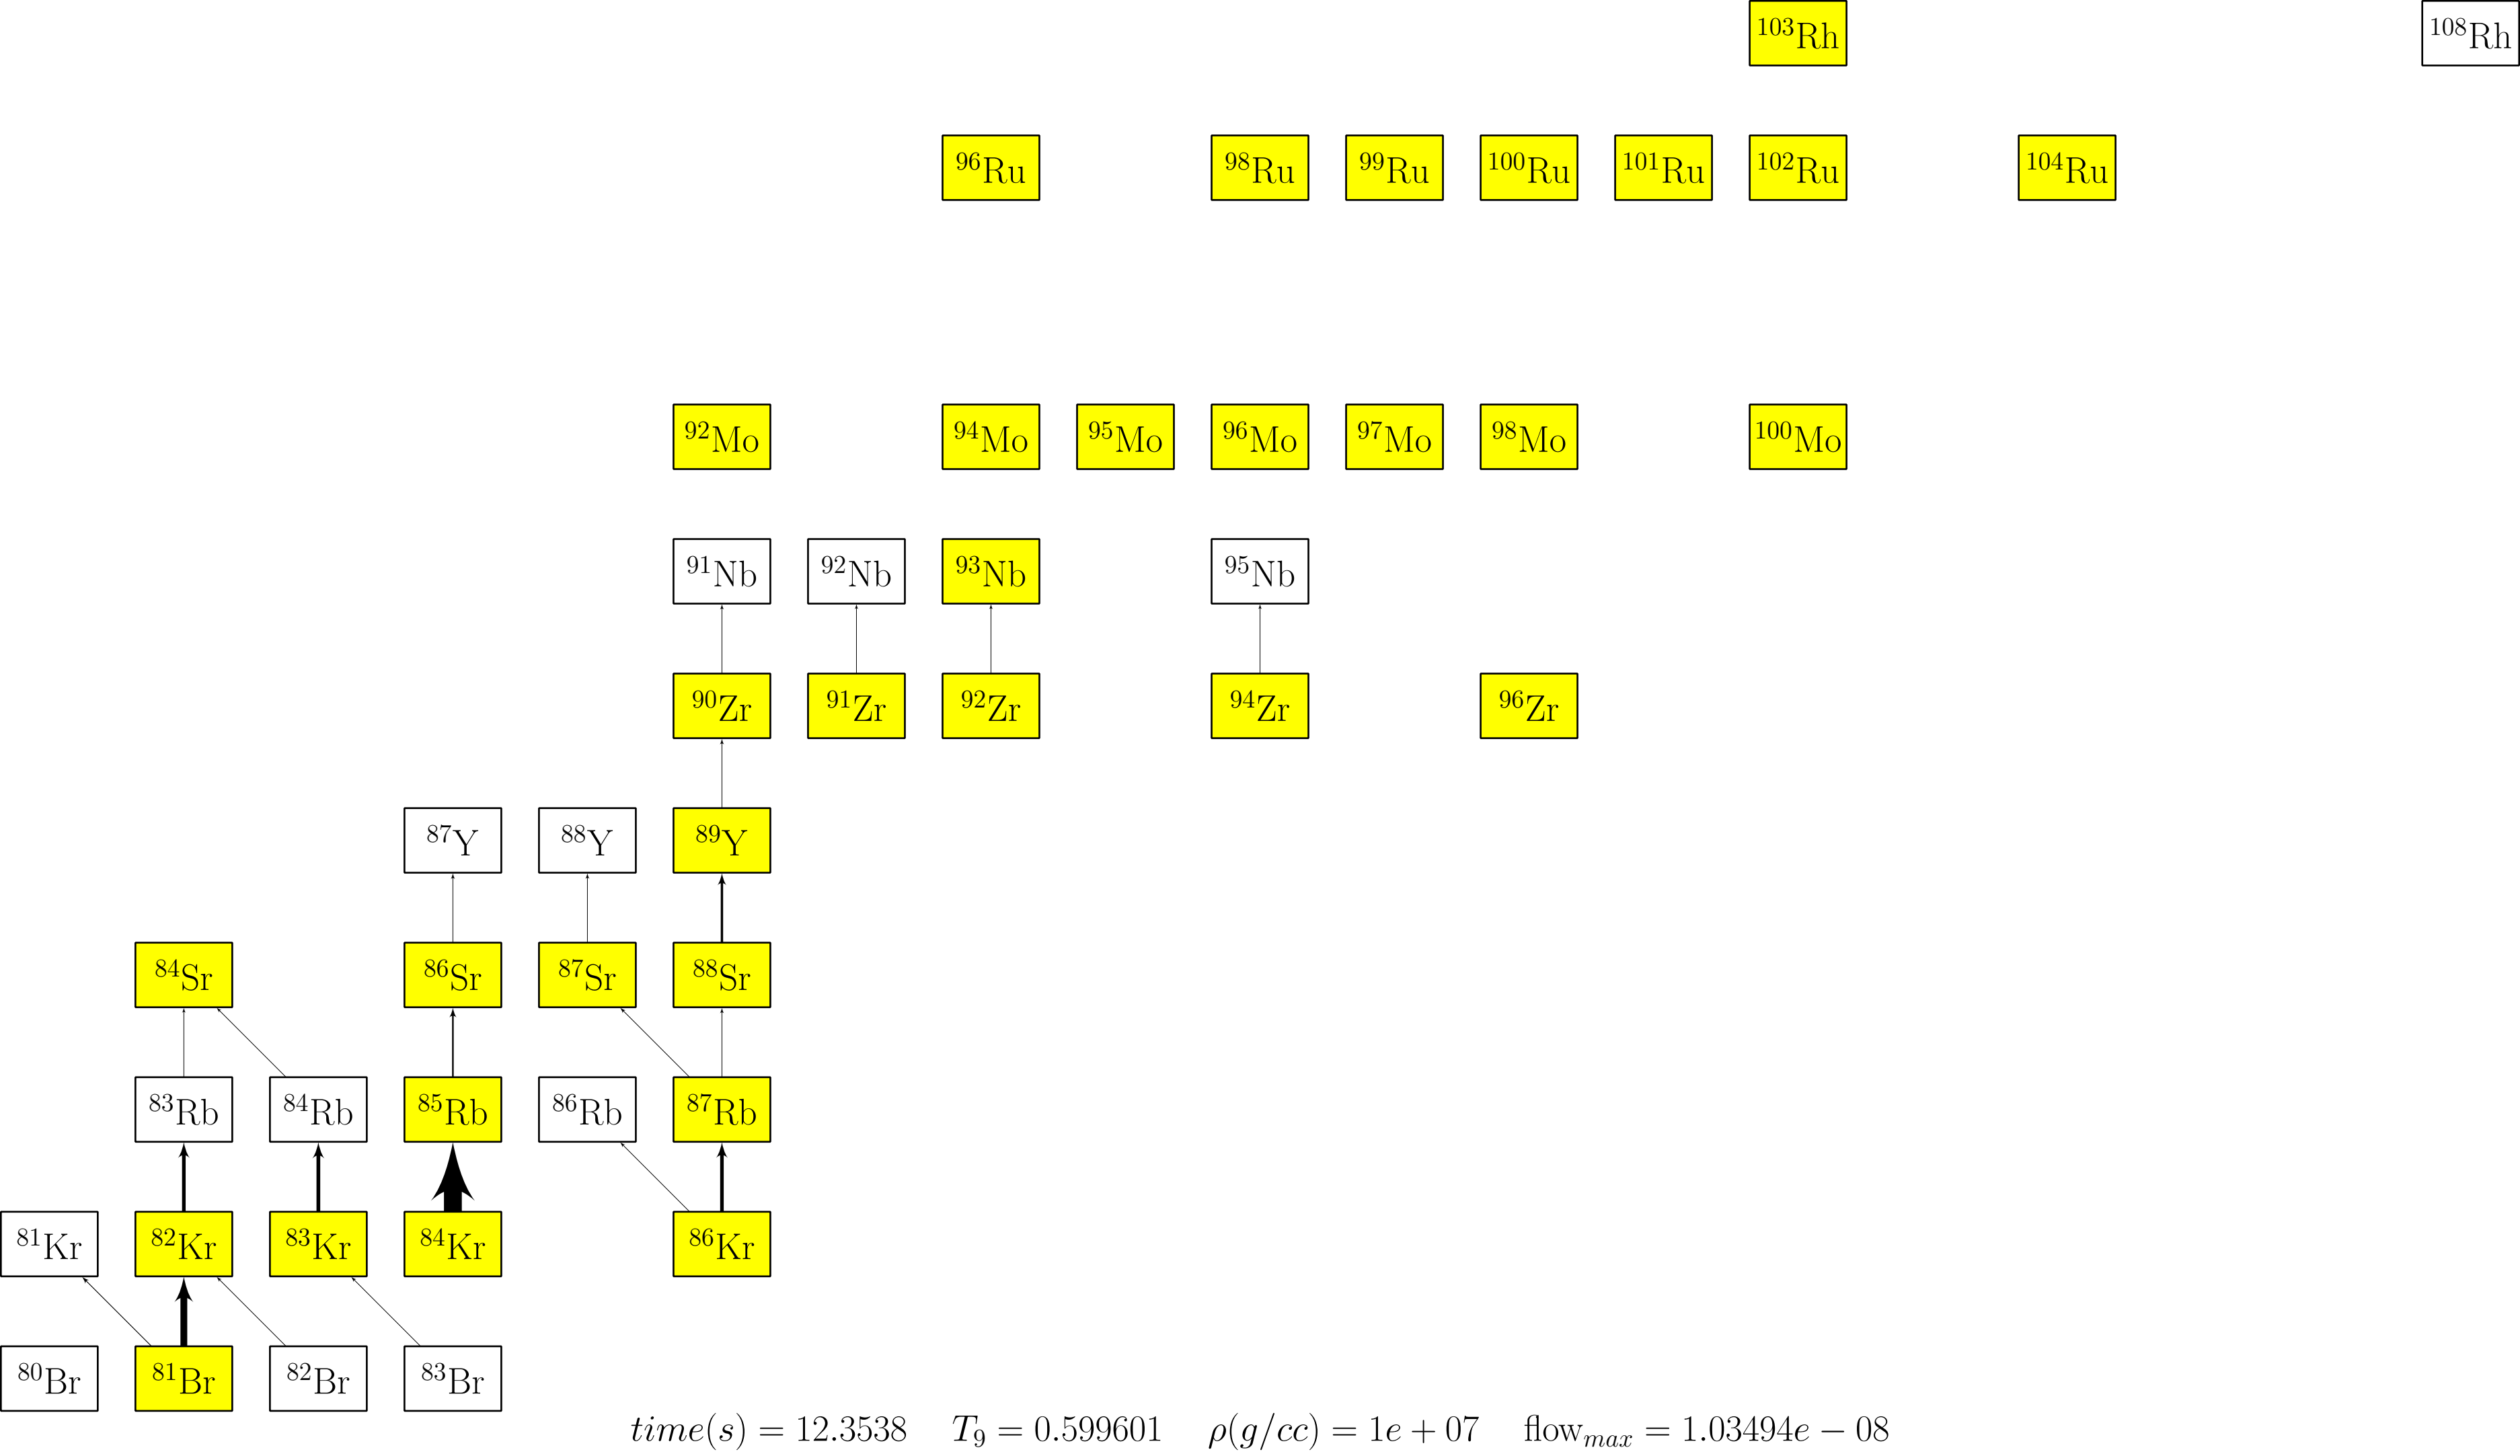 ¹⁰³Rh ¹⁰⁸Rh
⁹⁶Ru ⁹⁸Ru ⁹⁹Ru ¹⁰⁰Ru ¹⁰¹Ru ¹⁰²Ru ¹⁰⁴Ru
⁹²Mo ⁹⁴Mo ⁹⁵Mo ⁹⁶Mo ⁹⁷Mo ⁹⁸Mo ¹⁰⁰Mo
⁹¹Nb ⁹²Nb ⁹³Nb ⁹⁵Nb
⁹⁰Zr ⁹¹Zr ⁹²Zr ⁹⁴Zr ⁹⁶Zr
⁸⁷Y ⁸⁸Y ⁸⁹Y
⁸⁴Sr ⁸⁶Sr ⁸⁷Sr ⁸⁸Sr
⁸³Rb ⁸⁴Rb ⁸⁵Rb ⁸⁶Rb ⁸⁷Rb
⁸¹Kr ⁸²Kr ⁸³Kr ⁸⁴Kr ⁸⁶Kr
⁸⁰Br ⁸¹Br ⁸²Br ⁸³Br
time(s) = 12.3538 T₉ = 0.599601 ρ(g/cc) = 1e + 07 flow_max = 1.03494e − 08